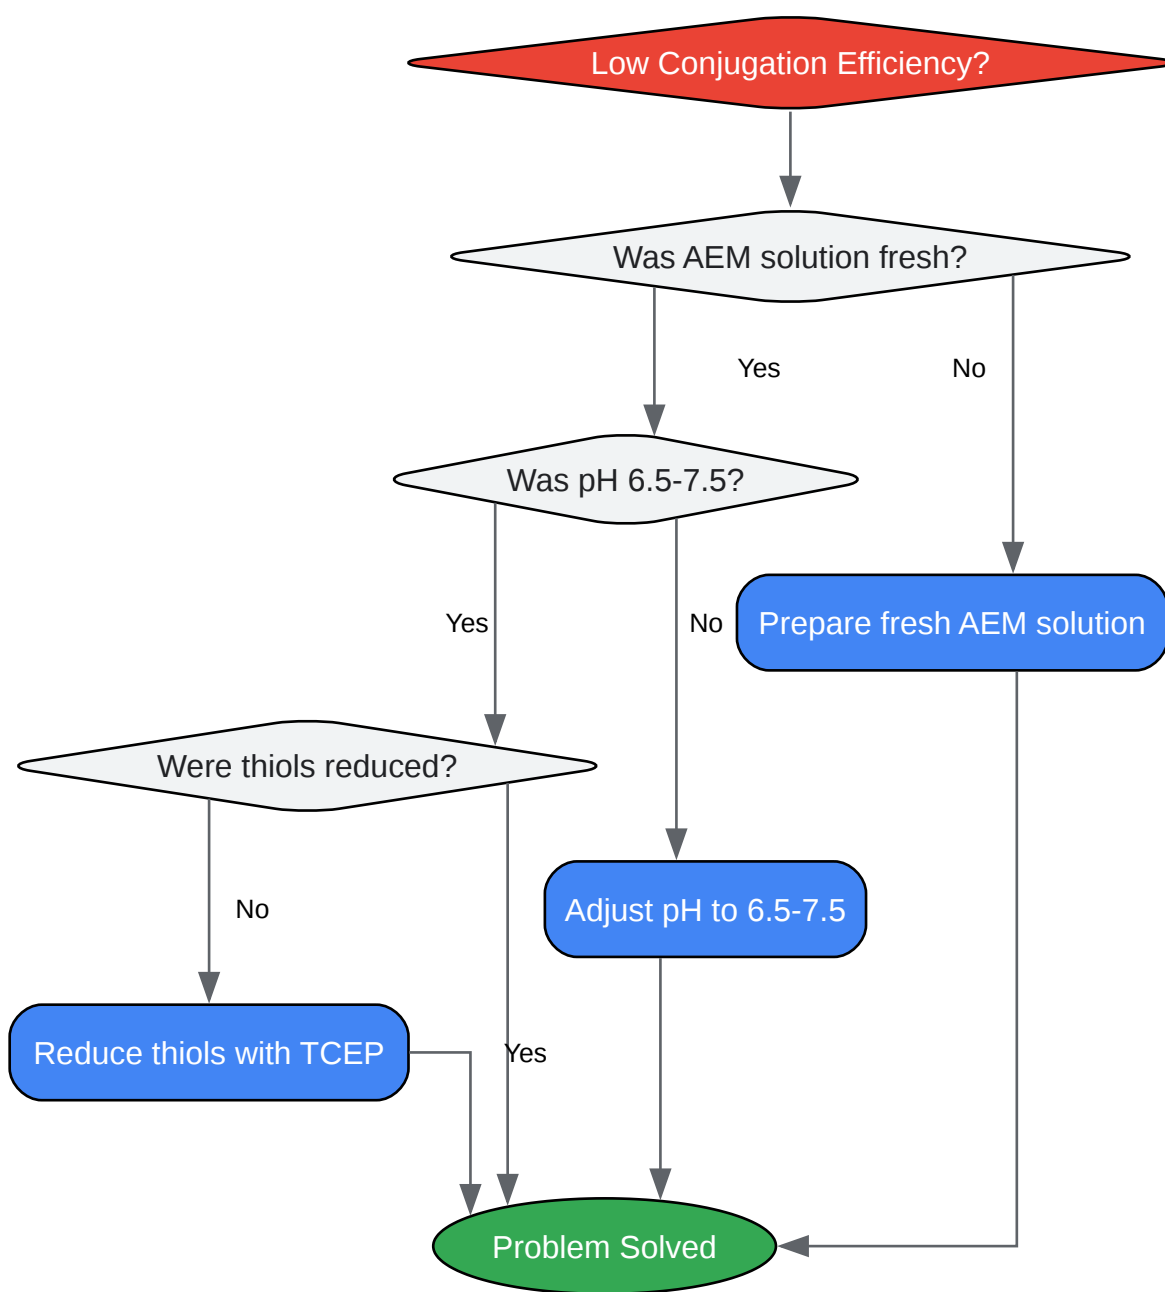 Low Conjugation Efficiency?
Was AEM solution fresh?
Yes
No
Was pH 6.5-7.5?
Yes
No
Prepare fresh AEM solution
Were thiols reduced?
No
Adjust pH to 6.5-7.5
Reduce thiols with TCEP
Yes
Problem Solved